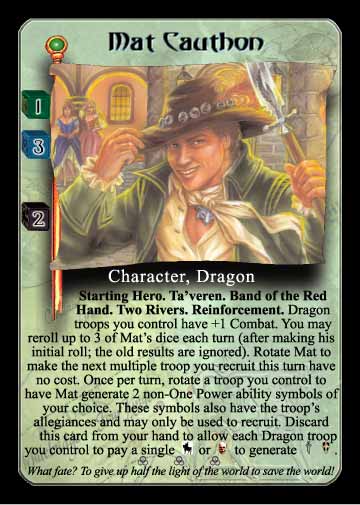 Mat Cauthon
1
3
2
Character, Dragon
Starting Hero. Ta'veren. Band of the Red
Hand. Two Rivers. Reinforcement. Dragon
troops you control have +1 Combat. You may
reroll up to 3 of Mat's dice each turn (after making his
initial roll; the old results are ignored). Rotate Mat to
make the next multiple troop you recruit this turn have
no cost. Once per turn, rotate a troop you control to
have Mat generate 2 non-One Power ability symbols of
your choice. These symbols also have the troop's
allegiances and may only be used to recruit. Discard
this card from your hand to allow each Dragon troop
you control to pay a single or to generate .
What fate? To give up half the light of the world to save the world!